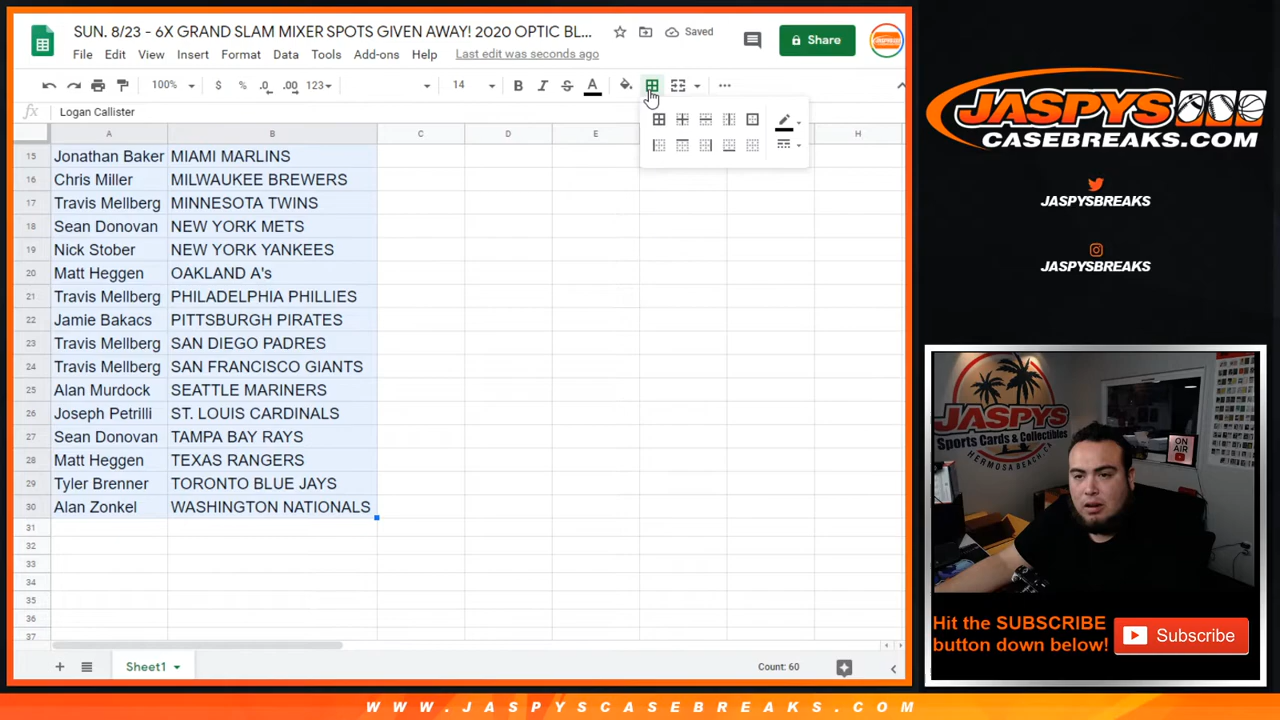 SUN. 8/23 - 6X GRAND SLAM MIXER SPOTS GIVEN AWAY! 2020 OPTIC BL...
Saved
Share
File Edit View Insert Format Data Tools Add-ons Help Last edit was seconds ago
100% $ % .0 .00 123 14 B I S A
fx Logan Callister
A B C D E H
15 Jonathan Baker MIAMI MARLINS
16 Chris Miller MILWAUKEE BREWERS
17 Travis Mellberg MINNESOTA TWINS
18 Sean Donovan NEW YORK METS
19 Nick Stober NEW YORK YANKEES
20 Matt Heggen OAKLAND A's
21 Travis Mellberg PHILADELPHIA PHILLIES
22 Jamie Bakacs PITTSBURGH PIRATES
23 Travis Mellberg SAN DIEGO PADRES
24 Travis Mellberg SAN FRANCISCO GIANTS
25 Alan Murdock SEATTLE MARINERS
26 Joseph Petrilli ST. LOUIS CARDINALS
27 Sean Donovan TAMPA BAY RAYS
28 Matt Heggen TEXAS RANGERS
29 Tyler Brenner TORONTO BLUE JAYS
30 Alan Zonkel WASHINGTON NATIONALS
31
32
33
34
35
36
37
Sheet1
Count: 60
JASPYS
CASEBREAKS.COM
JASPYSBREAKS
JASPYSBREAKS
JASPYS
Sports Cards & Collectibles
HERMOSA BEACH, CA
ON
AIR
Hit the SUBSCRIBE
button down below!
Subscribe
WWW.JASPYSCASEBREAKS.COM